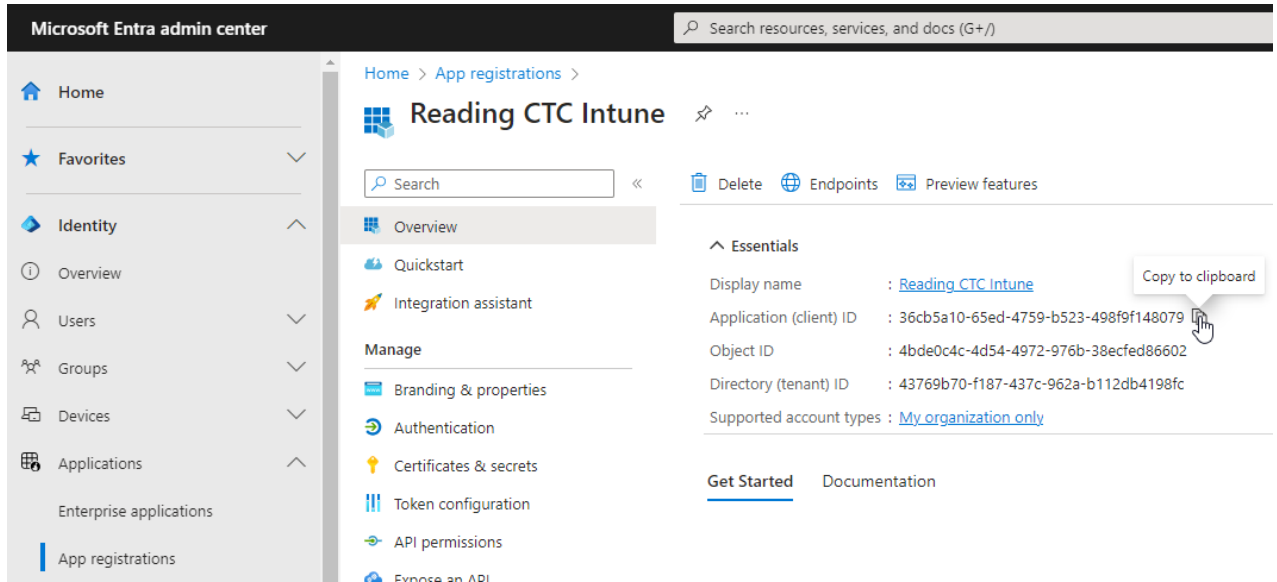 Microsoft Entra admin center
Search resources, services, and docs (G+/)
Home
Favorites
Identity
Overview
Users
Groups
Devices
Applications
Enterprise applications
App registrations
Home > App registrations >
Reading CTC Intune
Search
Overview
Quickstart
Integration assistant
Manage
Branding & properties
Authentication
Certificates & secrets
Token configuration
API permissions
Expose an API
Delete Endpoints Preview features
Essentials
Copy to clipboard
Display name : Reading CTC Intune
Application (client) ID : 36cb5a10-65ed-4759-b523-498f9f148079
Object ID : 4bde0c4c-4d54-4972-976b-38ecfed86602
Directory (tenant) ID : 43769b70-f187-437c-962a-b112db4198fc
Supported account types : My organization only
Get Started Documentation